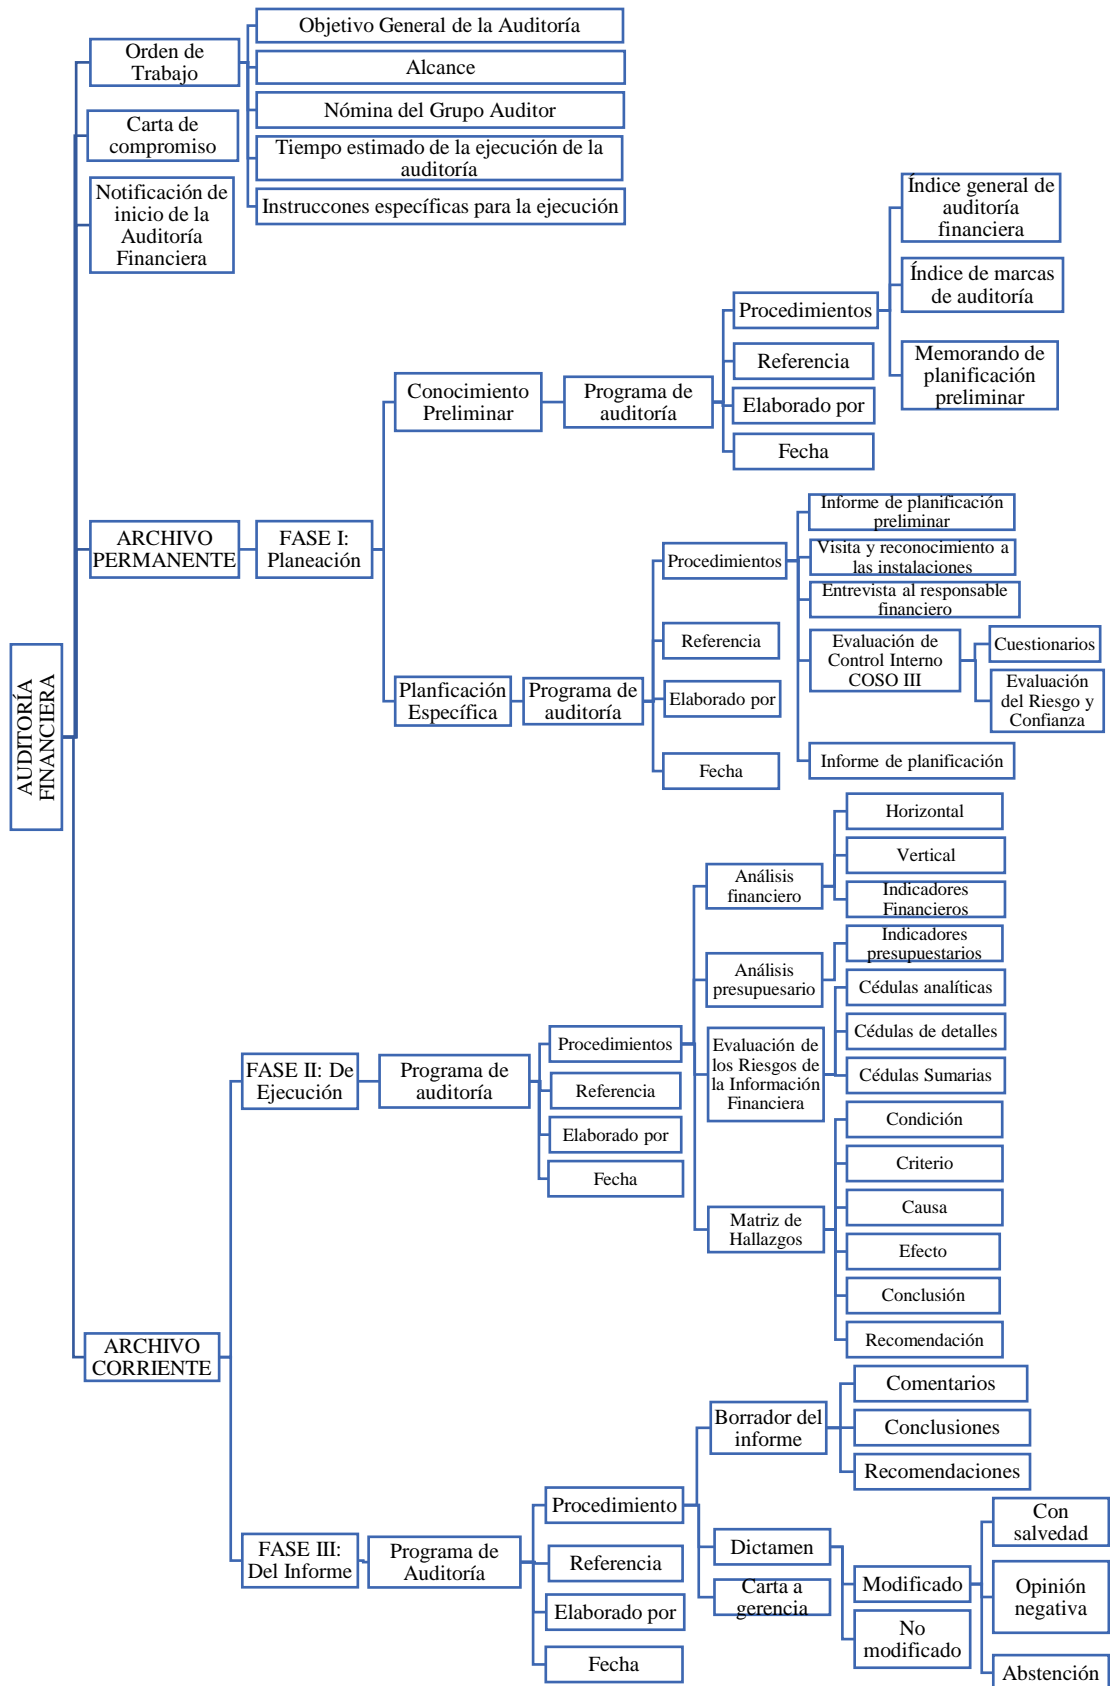 AUDITORÍA
FINANCIERA
Orden de
Trabajo
Objetivo General de la Auditoría
Alcance
Nómina del Grupo Auditor
Tiempo estimado de la ejecución de la
auditoría
Instruccones específicas para la ejecución
Carta de
compromiso
Notificación de
inicio de la
Auditoría
Financiera
ARCHIVO
PERMANENTE
FASE I:
Planeación
Conocimiento
Preliminar
Programa de
auditoría
Procedimientos
Índice general de
auditoría
financiera
Índice de marcas
de auditoría
Memorando de
planificación
preliminar
Referencia
Elaborado por
Fecha
Planficación
Específica
Programa de
auditoría
Procedimientos
Informe de planificación
preliminar
Visita y reconocimiento a
las instalaciones
Entrevista al responsable
financiero
Evaluación de
Control Interno
COSO III
Cuestionarios
Evaluación
del Riesgo y
Confianza
Informe de planificación
Referencia
Elaborado por
Fecha
ARCHIVO
CORRIENTE
FASE II: De
Ejecución
Programa de
auditoría
Procedimientos
Análisis
financiero
Horizontal
Vertical
Indicadores
Financieros
Análisis
presupuesario
Indicadores
presupuestarios
Evaluación de
los Riesgos de
la Información
Financiera
Cédulas analíticas
Cédulas de detalles
Cédulas Sumarias
Matriz de
Hallazgos
Condición
Criterio
Causa
Efecto
Conclusión
Recomendación
Referencia
Elaborado por
Fecha
FASE III:
Del Informe
Programa de
Auditoría
Procedimiento
Borrador del
informe
Comentarios
Conclusiones
Recomendaciones
Dictamen
Modificado
Con
salvedad
Opinión
negativa
Abstención
No
modificado
Carta a
gerencia
Referencia
Elaborado por
Fecha